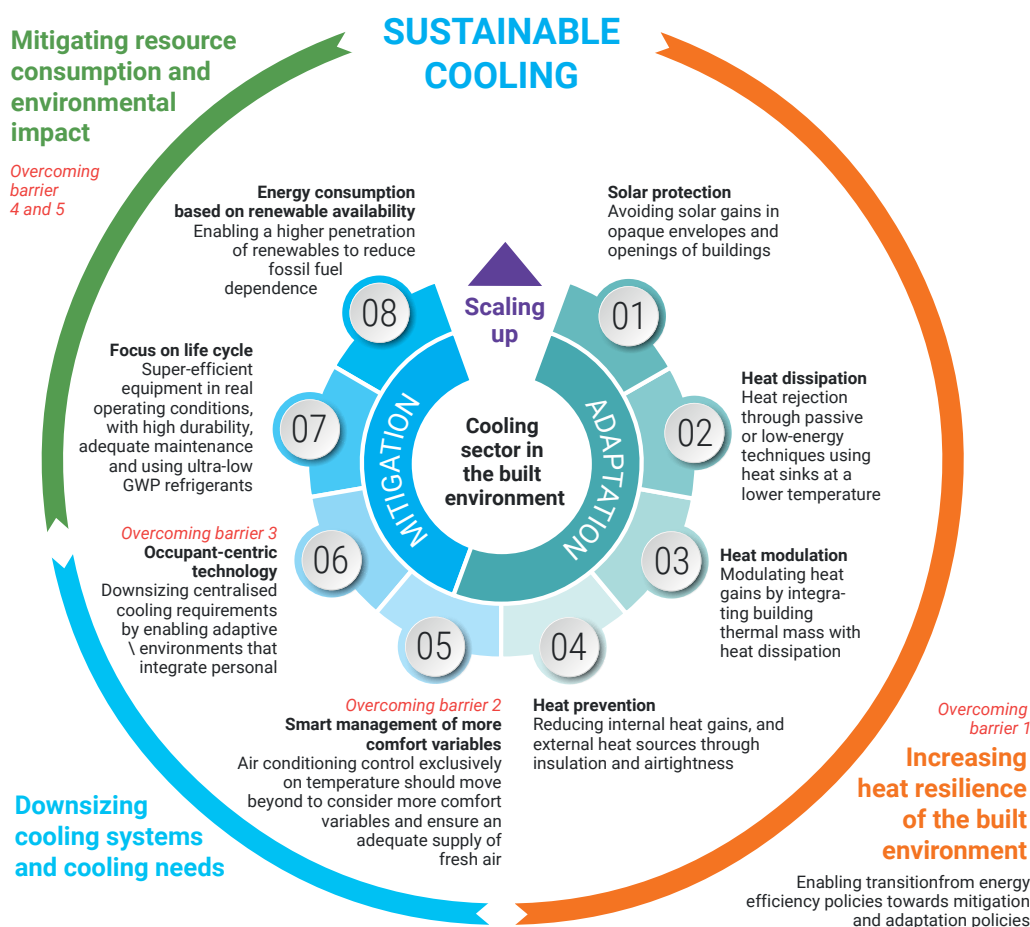 SUSTAINABLE
COOLING
Mitigating resource
consumption and
environmental
impact
Overcoming
barrier
4 and 5
Energy consumption
based on renewable availability
Enabling a higher penetration
of renewables to reduce
fossil fuel
dependence
Solar protection
Avoiding solar gains in
opaque envelopes and
openings of buildings
Scaling
up
08
01
Focus on life cycle
Super-efficient
equipment in real
operating conditions,
with high durability,
adequate maintenance
and using ultra-low
GWP refrigerants
07
MITIGATION
Cooling
sector in
the built
environment
ADAPTATION
02
Heat dissipation
Heat rejection
through passive
or low-energy
techniques using
heat sinks at a
lower temperature
Overcoming barrier 3
Occupant-centric
technology
Downsizing centralised
cooling requirements
by enabling adaptive
\ environments that
integrate personal
06
03
Heat modulation
Modulating heat
gains by integra-
ting building
thermal mass with
heat dissipation
05
04
Overcoming barrier 2
Smart management of more
comfort variables
Air conditioning control exclusively
on temperature should move
beyond to consider more comfort
variables and ensure an
adequate supply of
fresh air
Heat prevention
Reducing internal heat gains, and
external heat sources through
insulation and airtightness
Downsizing
cooling systems
and cooling needs
Overcoming
barrier 1
Increasing
heat resilience
of the built
environment
Enabling transitionfrom energy
efficiency policies towards mitigation
and adaptation policies